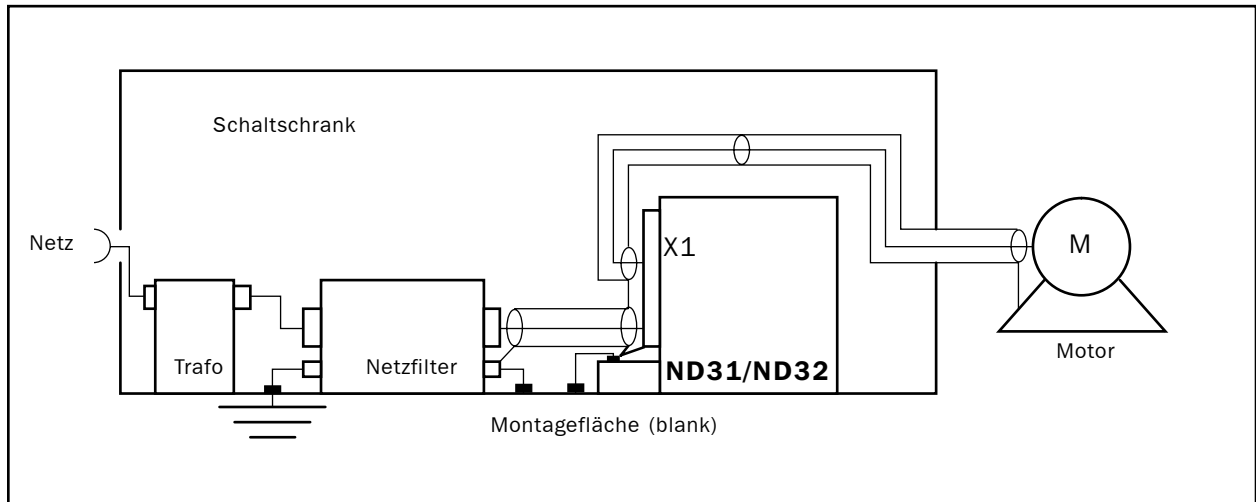 Schaltschrank
Netz
X1
M
Trafo
Netzfilter
ND31/ND32
Motor
Montagefläche (blank)